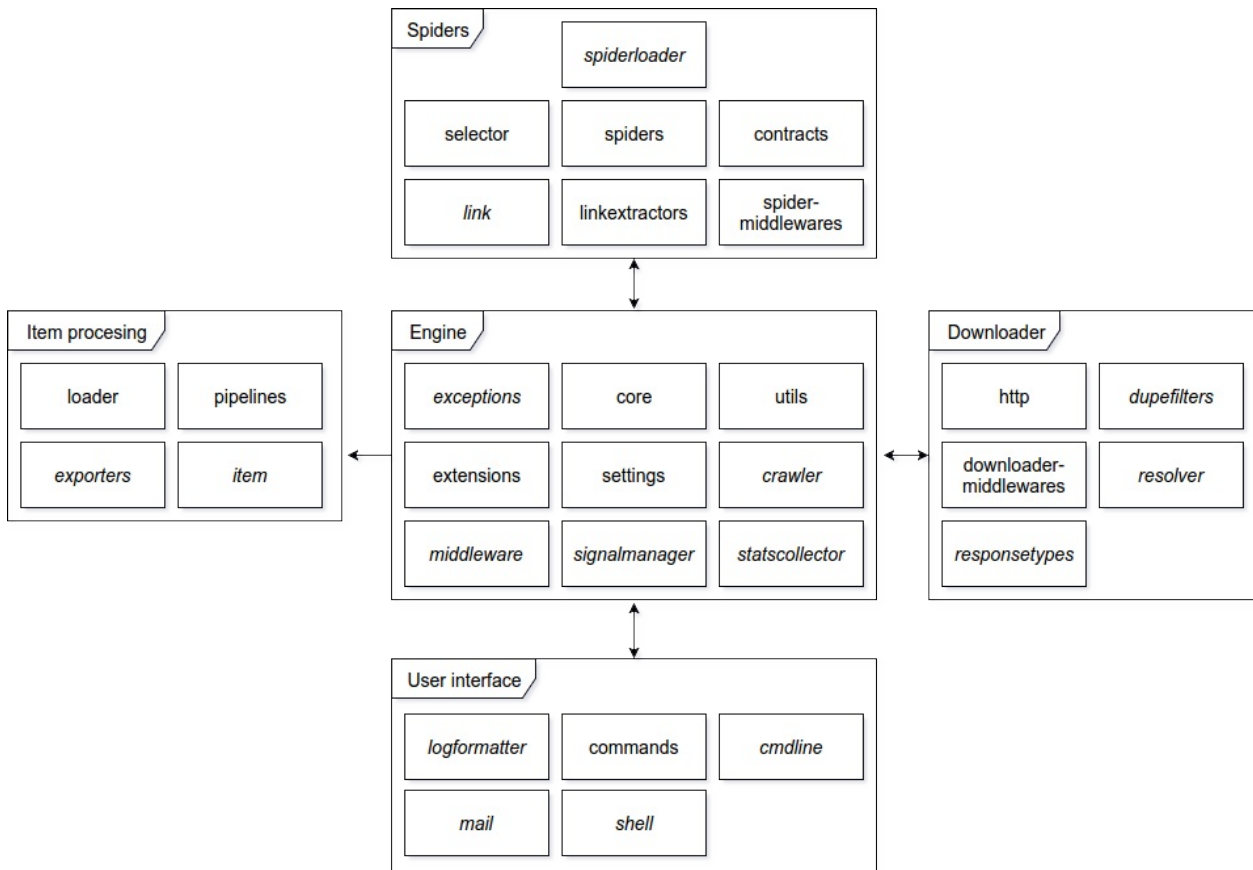 Spiders
spiderloader
selector
spiders
contracts
link
linkextractors
spider-
middlewares
Item procesing
loader
pipelines
exporters
item
Engine
exceptions
core
utils
extensions
settings
crawler
middleware
signalmanager
statscollector
Downloader
http
dupefilters
downloader-
middlewares
resolver
responsetypes
User interface
logformatter
commands
cmdline
mail
shell